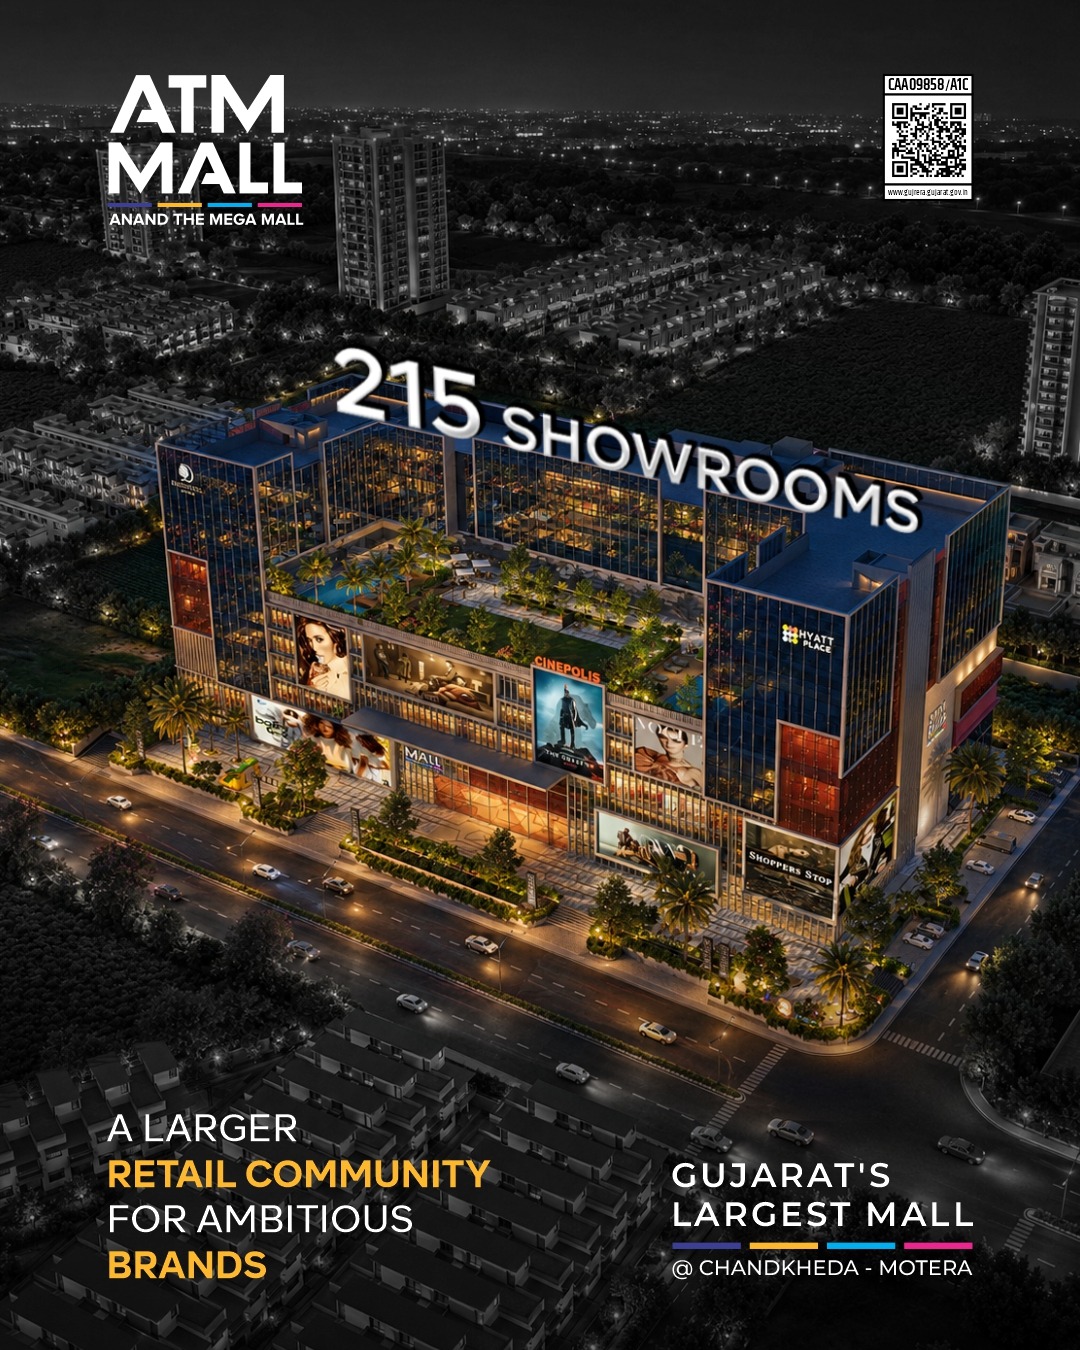 ATM
MALL
ANAND THE MEGA MALL
CAA09858/A1C
www.gujrera.gujarat.gov.in
215 SHOWROOMS
HYATT
PLACE
CINEPOLIS
VOGUE
MALL
SHOPPERS STOP
A LARGER
RETAIL COMMUNITY
FOR AMBITIOUS
BRANDS
GUJARAT'S
LARGEST MALL
@ CHANDKHEDA - MOTERA